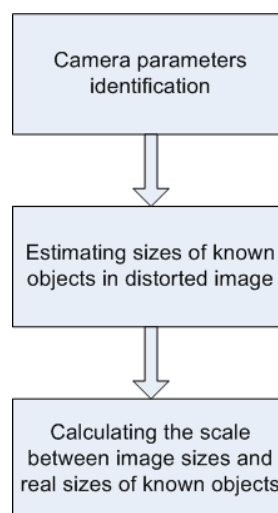 Camera parameters
identification
Estimating sizes of known
objects in distorted image
Calculating the scale
between image sizes and
real sizes of known objects